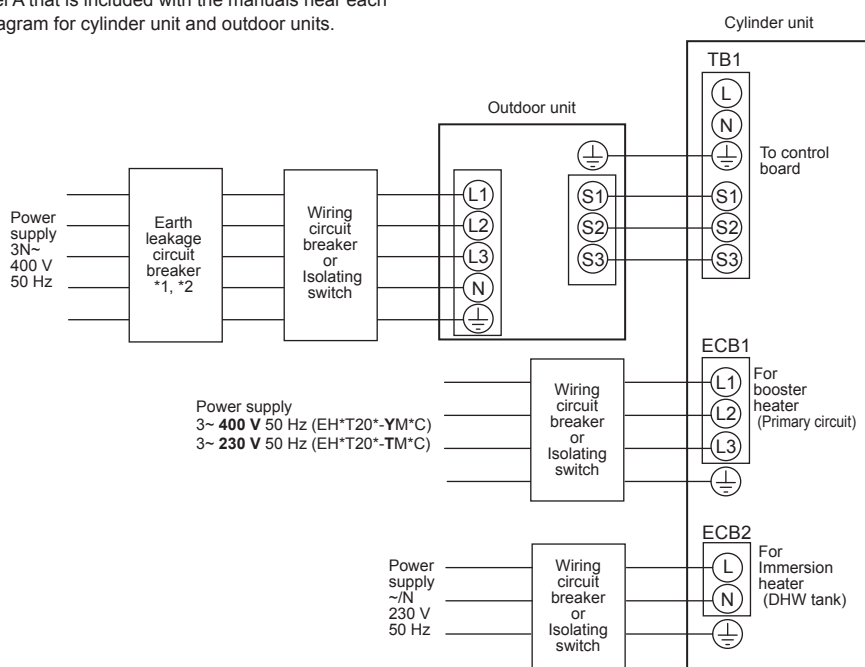 that is included with the manuals near each
agram for cylinder unit and outdoor units.
Cylinder unit
TB1
L
N
To control
board
S1
S2
S3
Outdoor unit
L1
L2
L3
N
S1
S2
S3
Power
supply
3N~
400 V
50 Hz
Earth
leakage
circuit
breaker
*1, *2
Wiring
circuit
breaker
or
Isolating
switch
ECB1
L1
L2
L3
For
booster
heater
(Primary circuit)
Power supply
3~ 400 V 50 Hz (EH*T20*-YM*C)
3~ 230 V 50 Hz (EH*T20*-TM*C)
Wiring
circuit
breaker
or
Isolating
switch
ECB2
L
N
For
Immersion
heater
(DHW tank)
Power
supply
~/N
230 V
50 Hz
Wiring
circuit
breaker
or
Isolating
switch